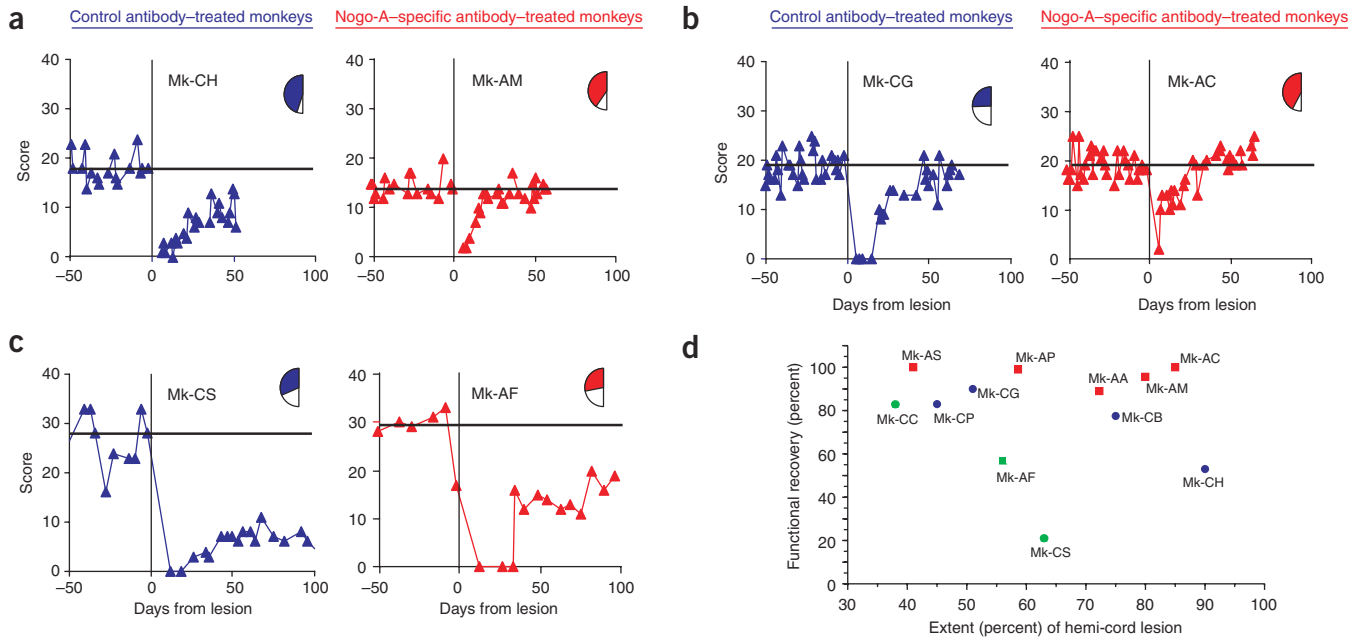 a
Control antibody–treated monkeys
Nogo-A–specific antibody–treated monkeys
Mk-CH
Score
40
30
20
10
0
–50
0
50
100
Days from lesion
Mk-AM
40
30
20
10
0
–50
0
50
100
Days from lesion
b
Control antibody–treated monkeys
Nogo-A–specific antibody–treated monkeys
Mk-CG
40
30
20
10
0
–50
0
50
100
Days from lesion
Mk-AC
40
30
20
10
0
–50
0
50
100
Days from lesion
c
Mk-CS
Score
40
30
20
10
0
–50
0
50
100
Days from lesion
Mk-AF
40
30
20
10
0
–50
0
50
100
Days from lesion
d
Functional recovery (percent)
100
80
60
40
20
0
Mk-AS
Mk-AP
Mk-AC
Mk-AA
Mk-AM
Mk-CG
Mk-CC
Mk-CP
Mk-CB
Mk-AF
Mk-CH
Mk-CS
30
40
50
60
70
80
90
100
Extent (percent) of hemi-cord lesion